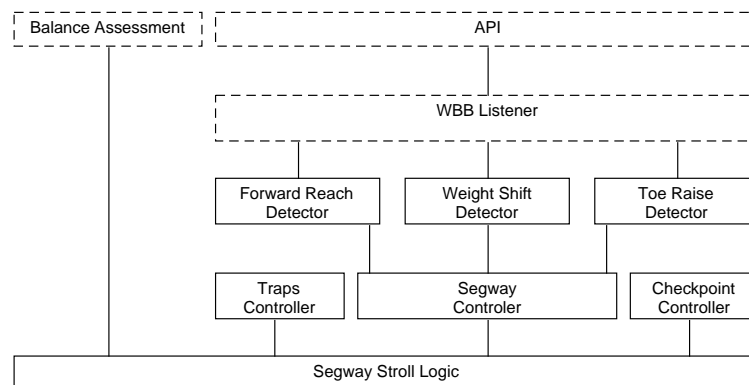 Balance Assessment
API
WBB Listener
Forward Reach
Detector
Weight Shift
Detector
Toe Raise
Detector
Traps
Controller
Segway
Controler
Checkpoint
Controller
Segway Stroll Logic